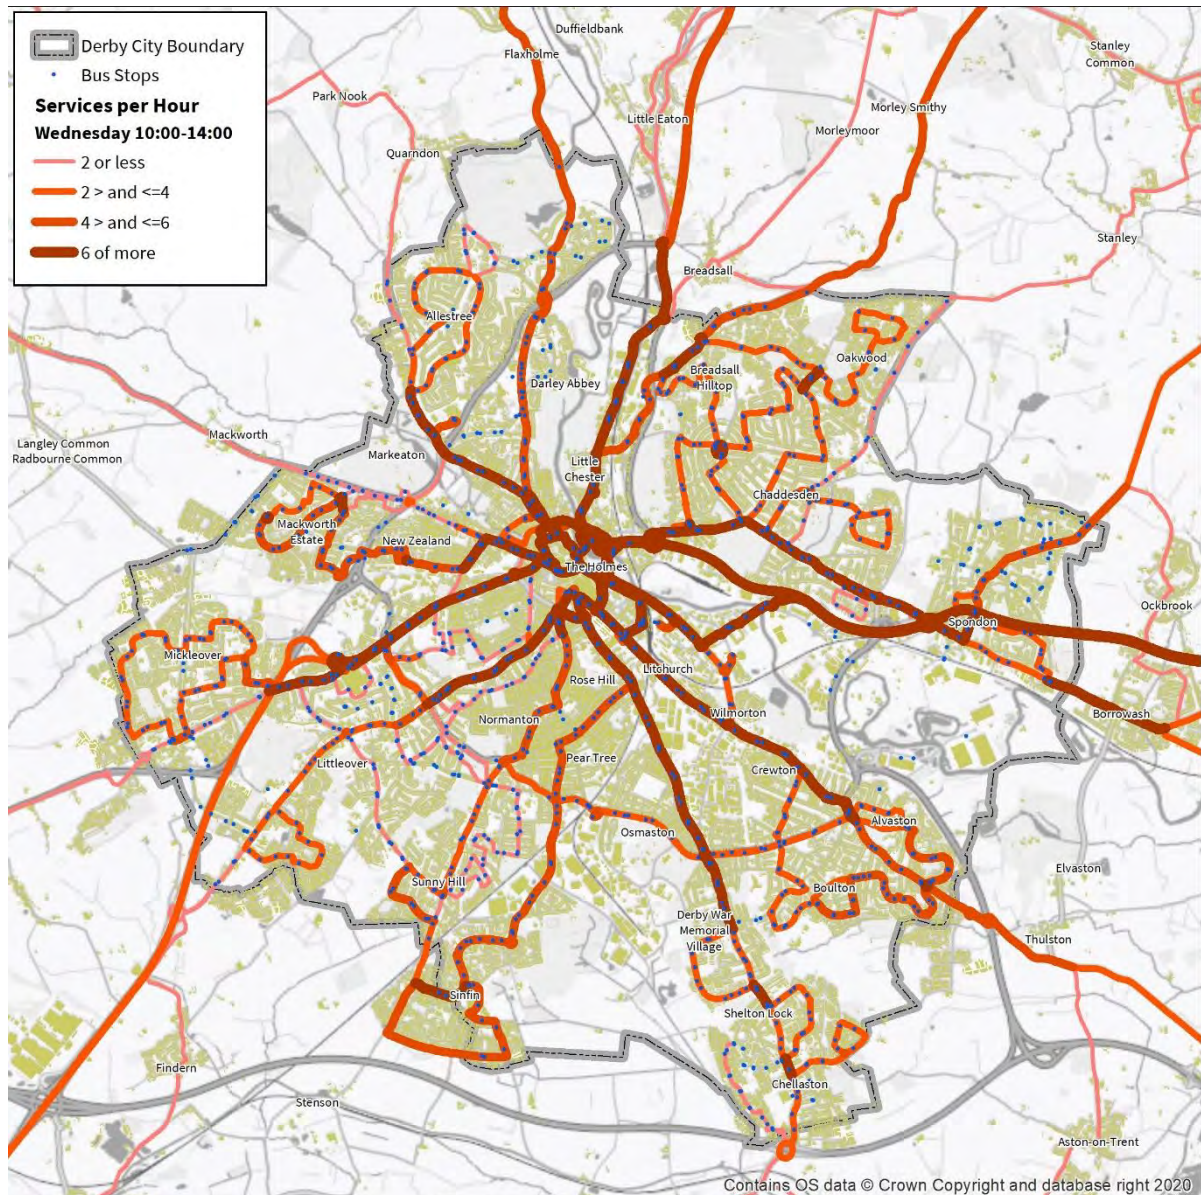 Derby City Boundary
Bus Stops
Services per Hour
Wednesday 10:00-14:00
2 or less
2 > and <=4
4 > and <=6
6 of more
Duffieldbank
Flaxholme
Stanley
Common
Park Nook
Morley Smithy
Little Eaton
Morleymoor
Quarndon
Stanley
Breadsall
Allestree
Oakwood
Breadsall
Hilltop
Darley Abbey
Mackworth
Langley Common
Radbourne Common
Markeaton
Little
Chester
Chaddesden
Mackworth
Estate
New Zealand
The Holmes
Ockbrook
Spondon
Mickleover
Litchurch
Rose Hill
Normanton
Wilmorton
Borrowash
Littleover
Pear Tree
Crewton
Osmaston
Alvaston
Elvaston
Sunny Hill
Boulton
Derby War
Memorial
Village
Thulston
Sinfin
Shelton Lock
Findern
Chellaston
Stenson
Aston-on-Trent
Contains OS data © Crown Copyright and database right 2020